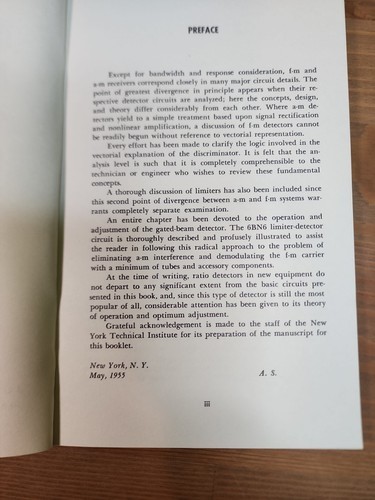 PREFACE
Except for bandwidth and response consideration, f-m and
a-m receivers correspond closely in many major circuit details. The
point of greatest divergence in principle appears when their re-
spective detector circuits are analyzed; here the concepts, design,
and theory differ considerably from each other. Where a-m de-
tectors yield to a simple treatment based upon signal rectification
and nonlinear amplification, a discussion of f-m detectors cannot
be readily begun without reference to vectorial representation.
Every effort has been made to clarify the logic involved in the
vectorial explanation of the discriminator. It is felt that the an-
alysis level is such that it is completely comprehensible to the
technician or engineer who wishes to review these fundamental
concepts.
A thorough discussion of limiters has also been included since
this second point of divergence between a-m and f-m systems war-
rants completely separate examination.
An entire chapter has been devoted to the operation and
adjustment of the gated-beam detector. The 6BN6 limiter-detector
circuit is thoroughly described and profusely illustrated to assist
the reader in following this radical approach to the problem of
eliminating a-m interference and demodulating the f-m carrier
with a minimum of tubes and accessory components.
At the time of writing, ratio detectors in new equipment do
not depart to any significant extent from the basic circuits pre-
sented in this book, and, since this type of detector is still the most
popular of all, considerable attention has been given to its theory
of operation and optimum adjustment.
Grateful acknowledgement is made to the staff of the New
York Technical Institute for its preparation of the manuscript for
this booklet.
New York, N. Y.
May, 1955 A. S.
iii